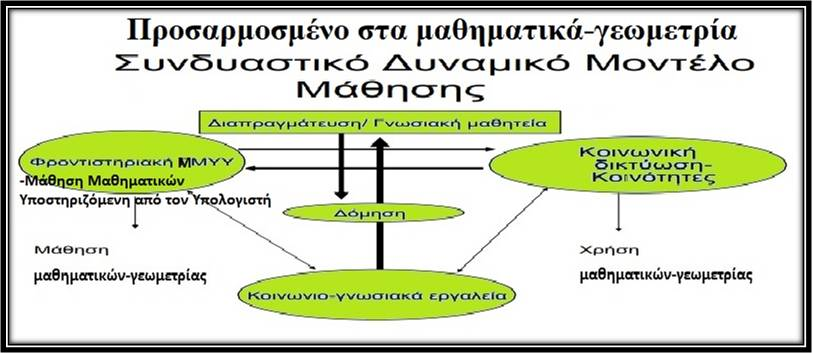 Προσαρμοσμένο στα μαθηματικά-γεωμετρία
Συνδυαστικό Δυναμικό Μοντέλο
Μάθησης
Διαπραγμάτευση/ Γνωσιακή μαθητεία
Φροντιστηριακή ΜΜΥΥ
-Μάθηση Μαθηματικών
Υποστηριζόμενη από τον Υπολογιστή
Κοινωνική
δικτύωση-
Κοινότητες
Δόμηση
Μάθηση
μαθηματικών-γεωμετρίας
Χρήση
μαθηματικών-γεωμετρίας
Κοινωνιο-γνωσιακά εργαλεία